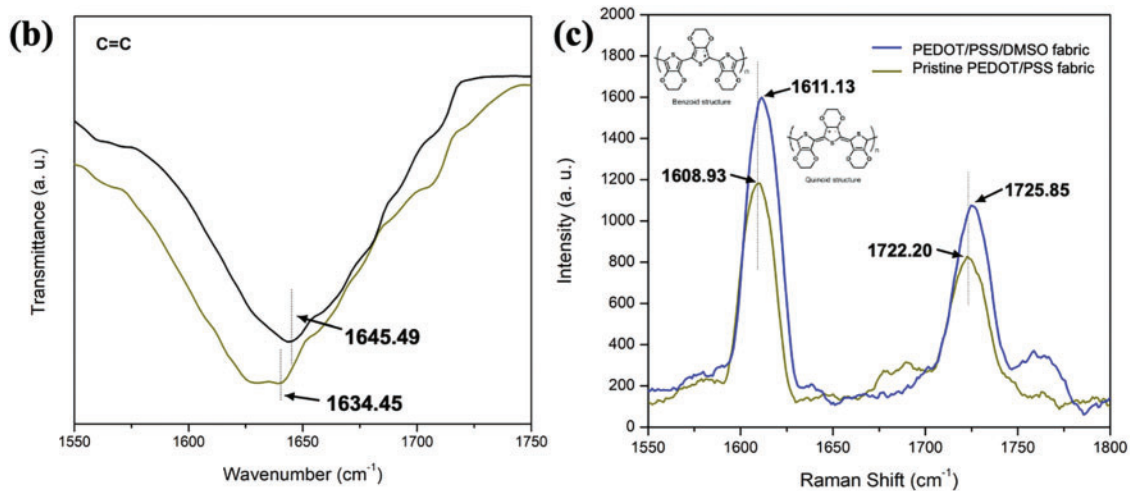 (b)
C=C
Transmittance (a. u.)
1645.49
1634.45
1550
1600
1650
1700
1750
Wavenumber (cm-1)
(c)
2000
1800
1600
1400
1200
1000
800
600
400
200
0
Intensity (a. u.)
PEDOT/PSS/DMSO fabric
Pristine PEDOT/PSS fabric
Benzoid structure
1611.13
Quinoid structure
1608.93
1725.85
1722.20
1550
1600
1650
1700
1750
1800
Raman Shift (cm-1)